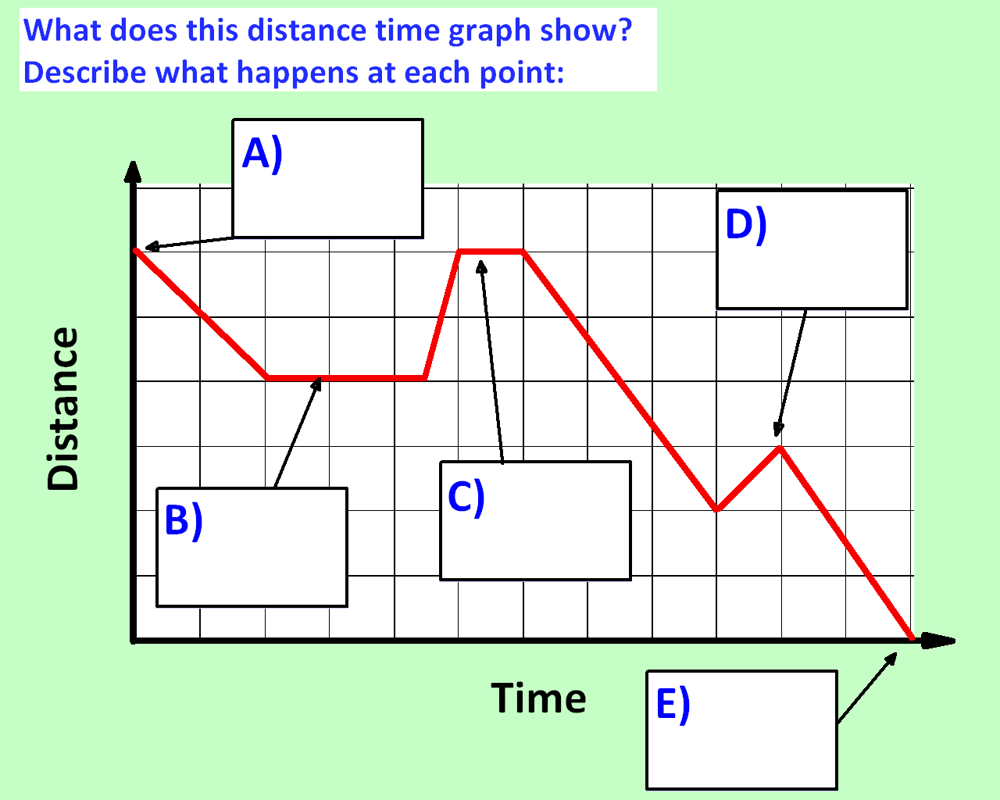 What does this distance time graph show?
Describe what happens at each point:
A)
D)
Distance
B)
C)
Time
E)